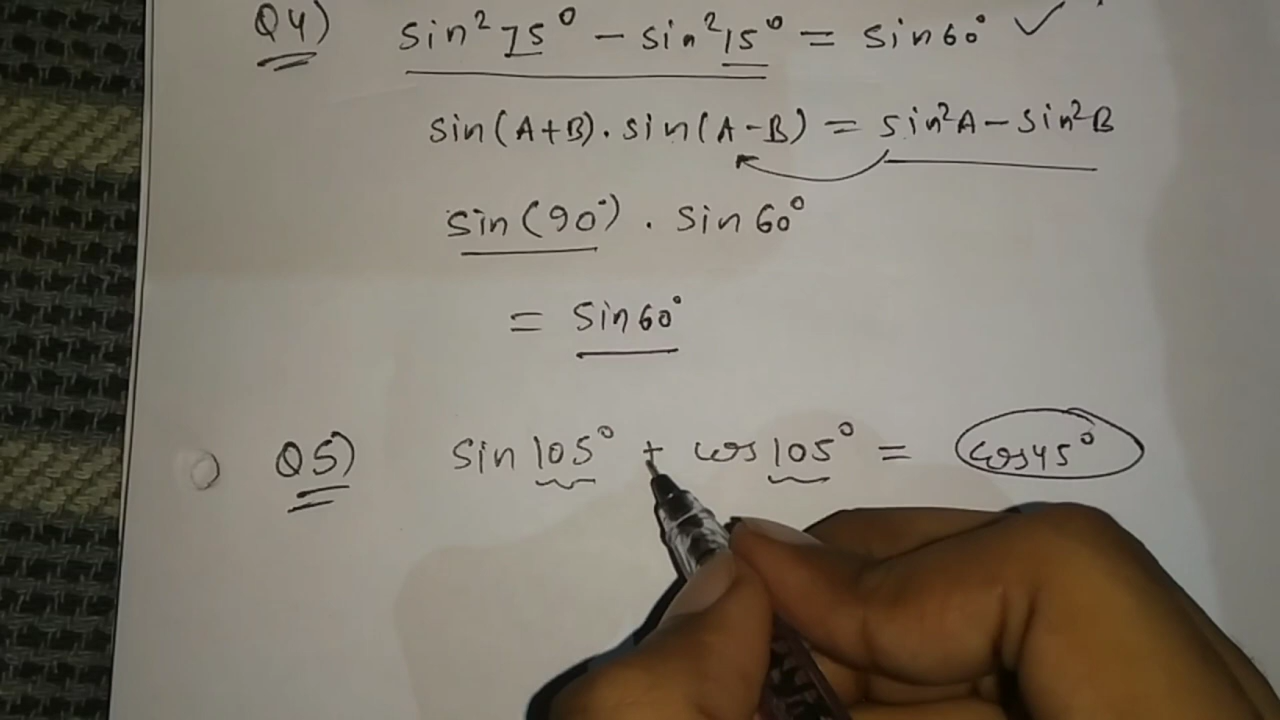 Q4) sin²75° - sin²15° = sin60° ✓
sin(A+B).sin(A-B) = sin²A - sin²B
sin(90°) . sin60°
= sin60°
Q5) sin105° + cos105° = cos45°